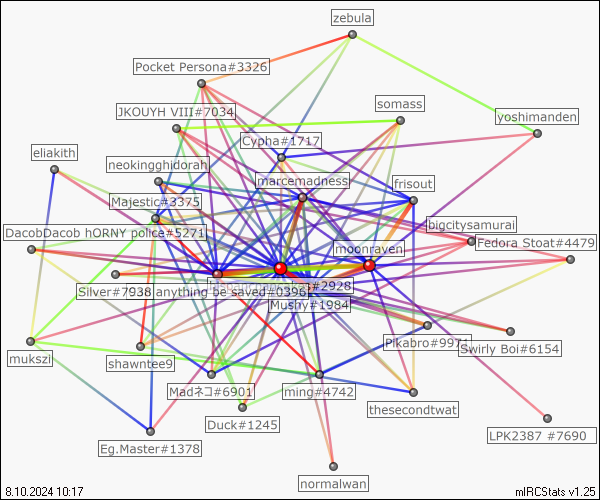 zebula
Pocket Persona#3326
somass
JKOUYH VIII#7034
yoshimanden
Cypha#1717
eliakith
neokingghidorah
marcemadness
frisout
Majestic#3375
bigcitysamurai
DacobDacob hORNY police#5271
Fedora Stoat#4479
moonraven
#2928
Silver#7938
anything be saved#0396
Mushy#1984
Pikabro#9971
Swirly Boi#6154
mukszi
shawntee9
Madネコ#6901
ming#4742
thesecondtwat
Duck#1245
LPK2387 #7690
Eg.Master#1378
normalwan
8.10.2024 10:17
mIRCStats v1.25